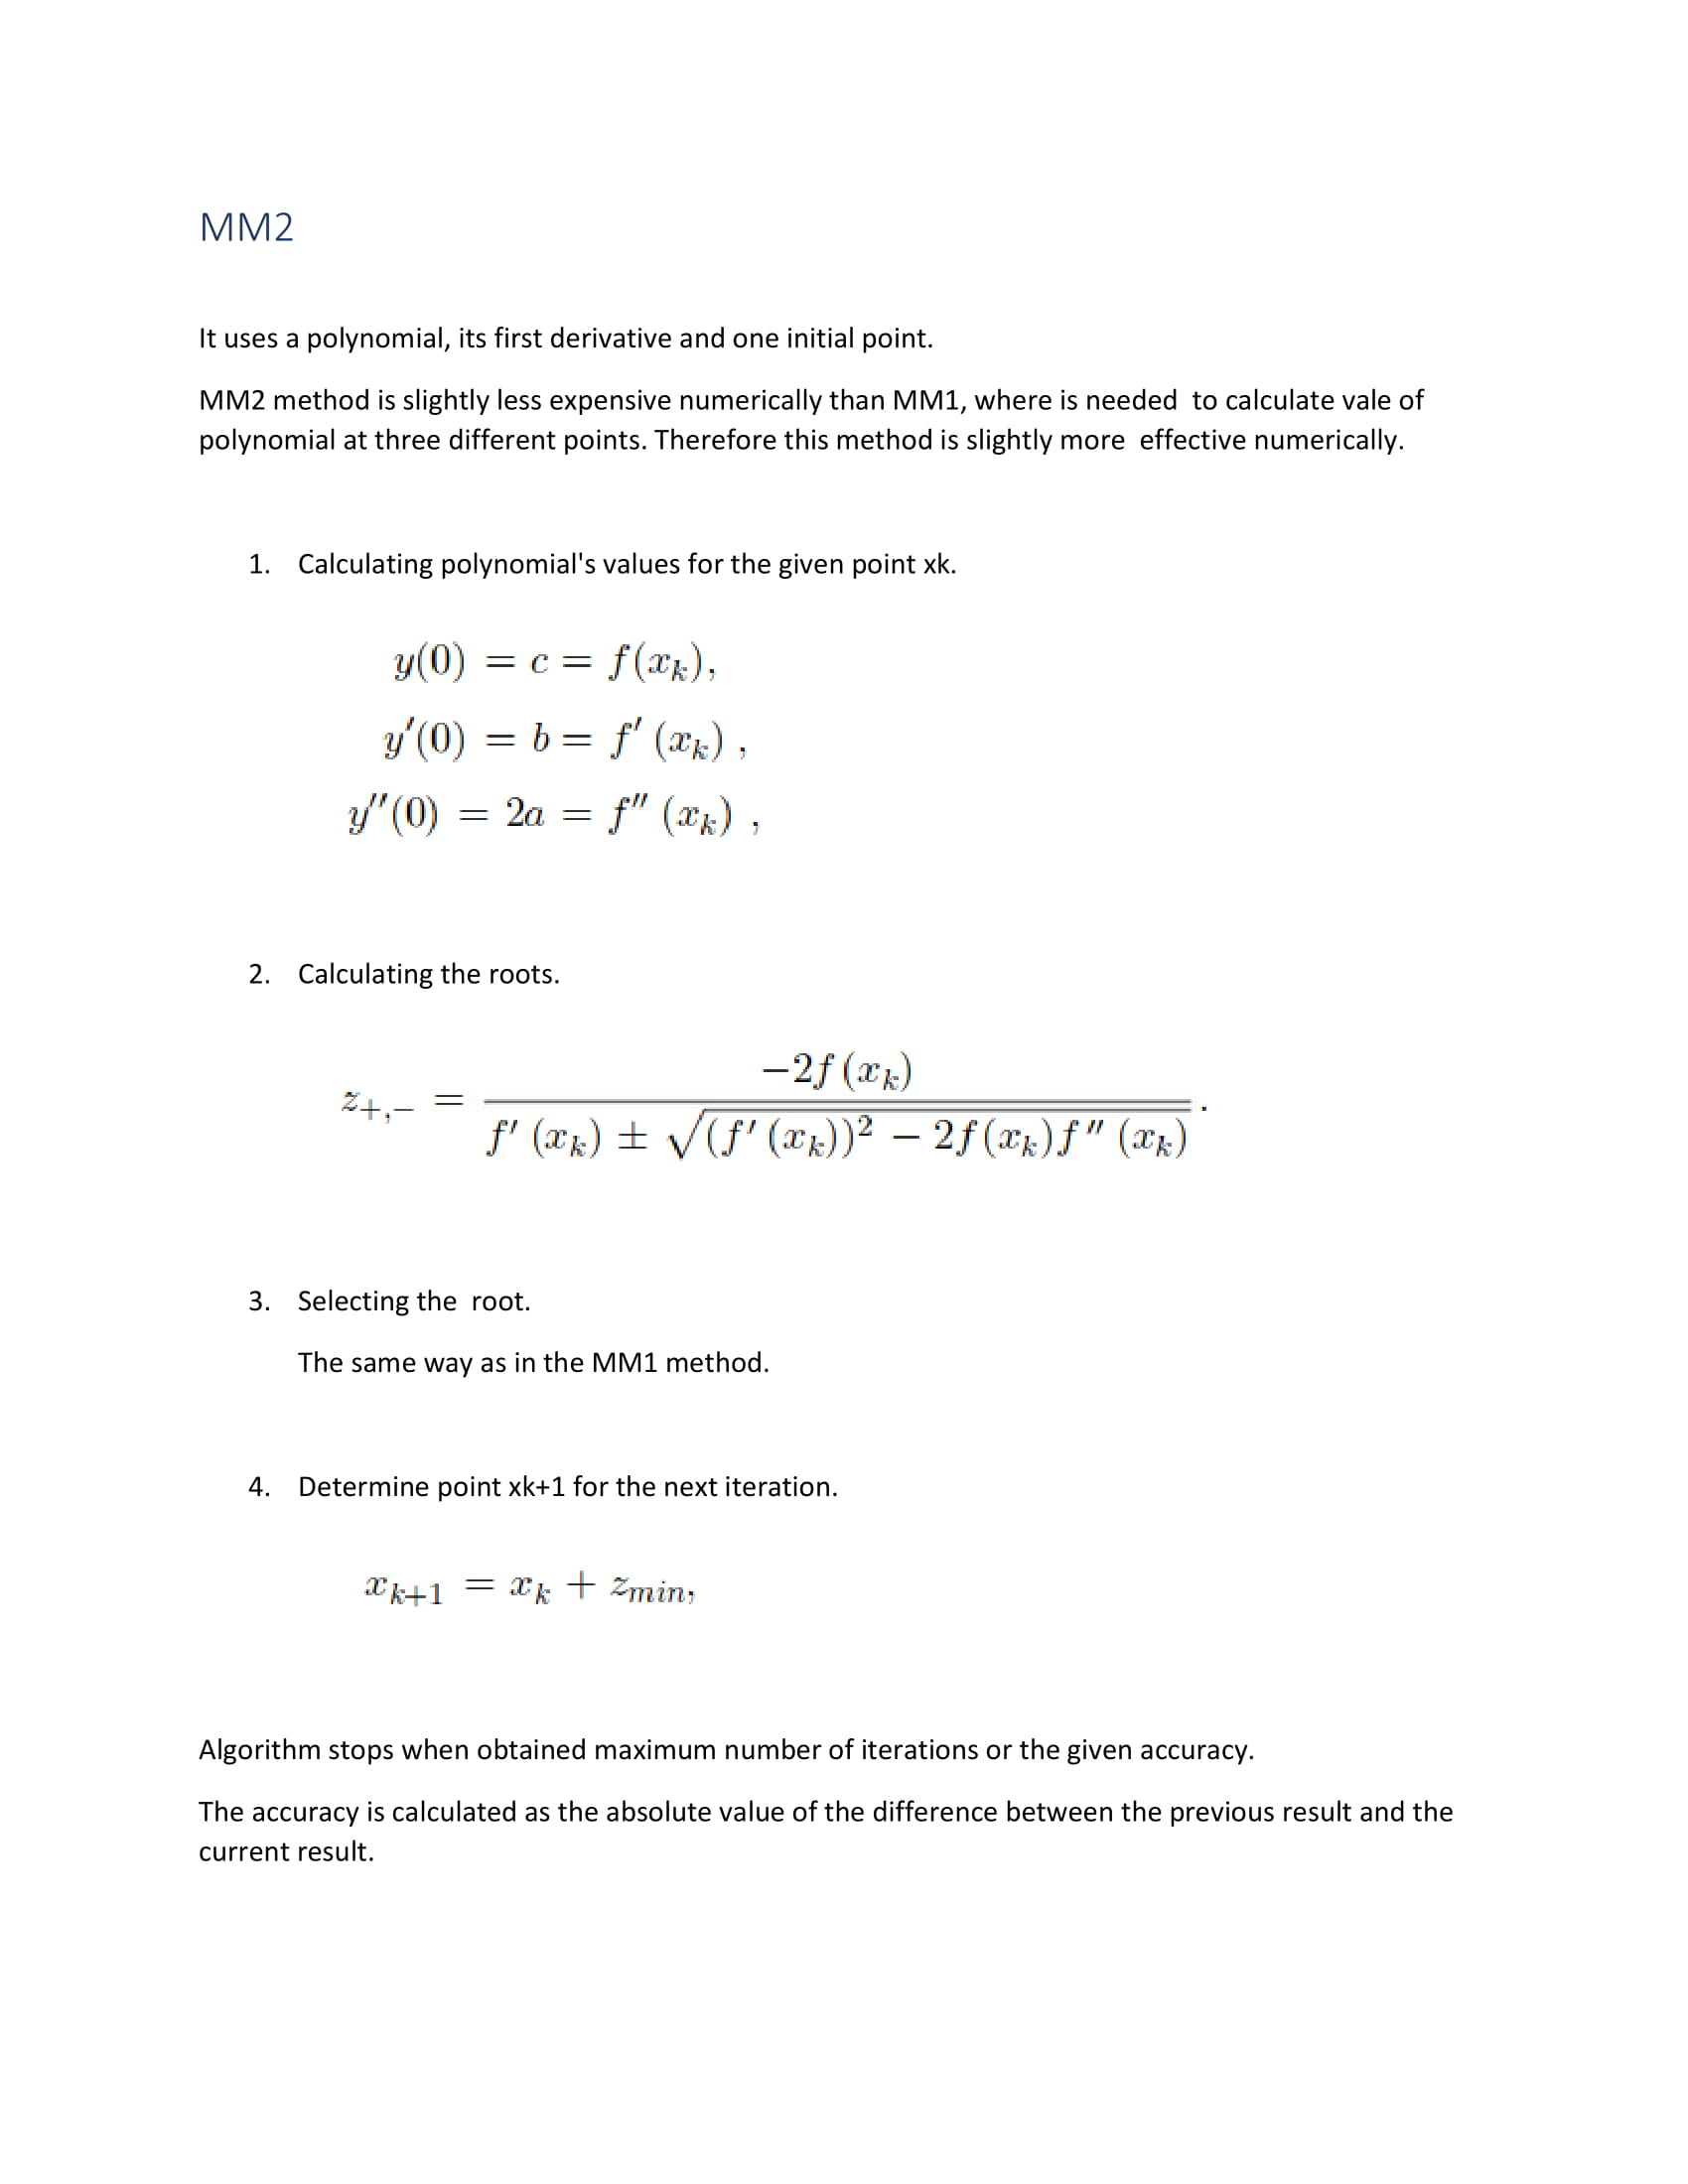 MM2
It uses a polynomial, its first derivative and one initial point.
MM2 method is slightly less expensive numerically than MM1, where is needed  to calculate vale of
polynomial at three different points. Therefore this method is slightly more  effective numerically.
1. Calculating polynomial's values for the given point xk.
y(0) = c = f(x_k),
y′(0) = b = f′ (x_k) ,
y″(0) = 2a = f″ (x_k) ,
2. Calculating the roots.
z_{+,−} = \frac{−2f (x_k)}{f′ (x_k) ± \sqrt{(f′ (x_k))^2 − 2f(x_k)f″ (x_k)}}.
3. Selecting the  root.
The same way as in the MM1 method.
4. Determine point xk+1 for the next iteration.
x_{k+1} = x_k + z_{min},
Algorithm stops when obtained maximum number of iterations or the given accuracy.
The accuracy is calculated as the absolute value of the difference between the previous result and the
current result.